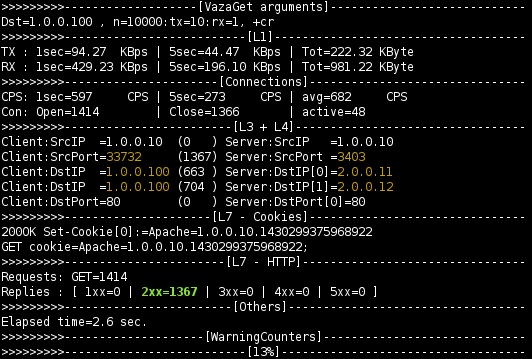 >>>>>>>>>--------------------[VazaGet arguments]-----------------------------
Dst=1.0.0.100 , n=10000:tx=10:rx=1, +cr
>>>>>>>>>---------------------------[L1]-------------------------------------
TX : 1sec=94.27  KBps | 5sec=44.47  KBps | Tot=222.32 KByte
RX : 1sec=429.23 KBps | 5sec=196.10 KBps | Tot=981.22 KByte
>>>>>>>>>-----------------------[Connections]--------------------------------
CPS: 1sec=597     CPS | 5sec=273     CPS | avg=682     CPS
Con: Open=1414        | Close=1366       | active=48
>>>>>>>>>-------------------------[L3 + L4]----------------------------------
Client:SrcIP  =1.0.0.10  (0   ) Server:SrcIP   =1.0.0.10
Client:SrcPort=33732     (1367) Server:SrcPort =3403
Client:DstIP  =1.0.0.100 (663 ) Server:DstIP[0]=2.0.0.11
Client:DstIP  =1.0.0.100 (704 ) Server:DstIP[1]=2.0.0.12
Client:DstPort=80        (0   ) Server:DstPort[0]=80
>>>>>>>>>----------------------[L7 - Cookies]--------------------------------
200OK Set-Cookie[0]:=Apache=1.0.0.10.1430299375968922
GET cookie=Apache=1.0.0.10.1430299375968922;
>>>>>>>>>------------------------[L7 - HTTP]---------------------------------
Requests: GET=1414
Replies : [ 1xx=0 | 2xx=1367 | 3xx=0 | 4xx=0 | 5xx=0 ]
>>>>>>>>>-------------------------[Others]-----------------------------------
Elapsed time=2.6 sec.
>>>>>>>>>---------------------[WarningCounters]------------------------------
>>>>>>>>>---------------------------[13%]------------------------------------